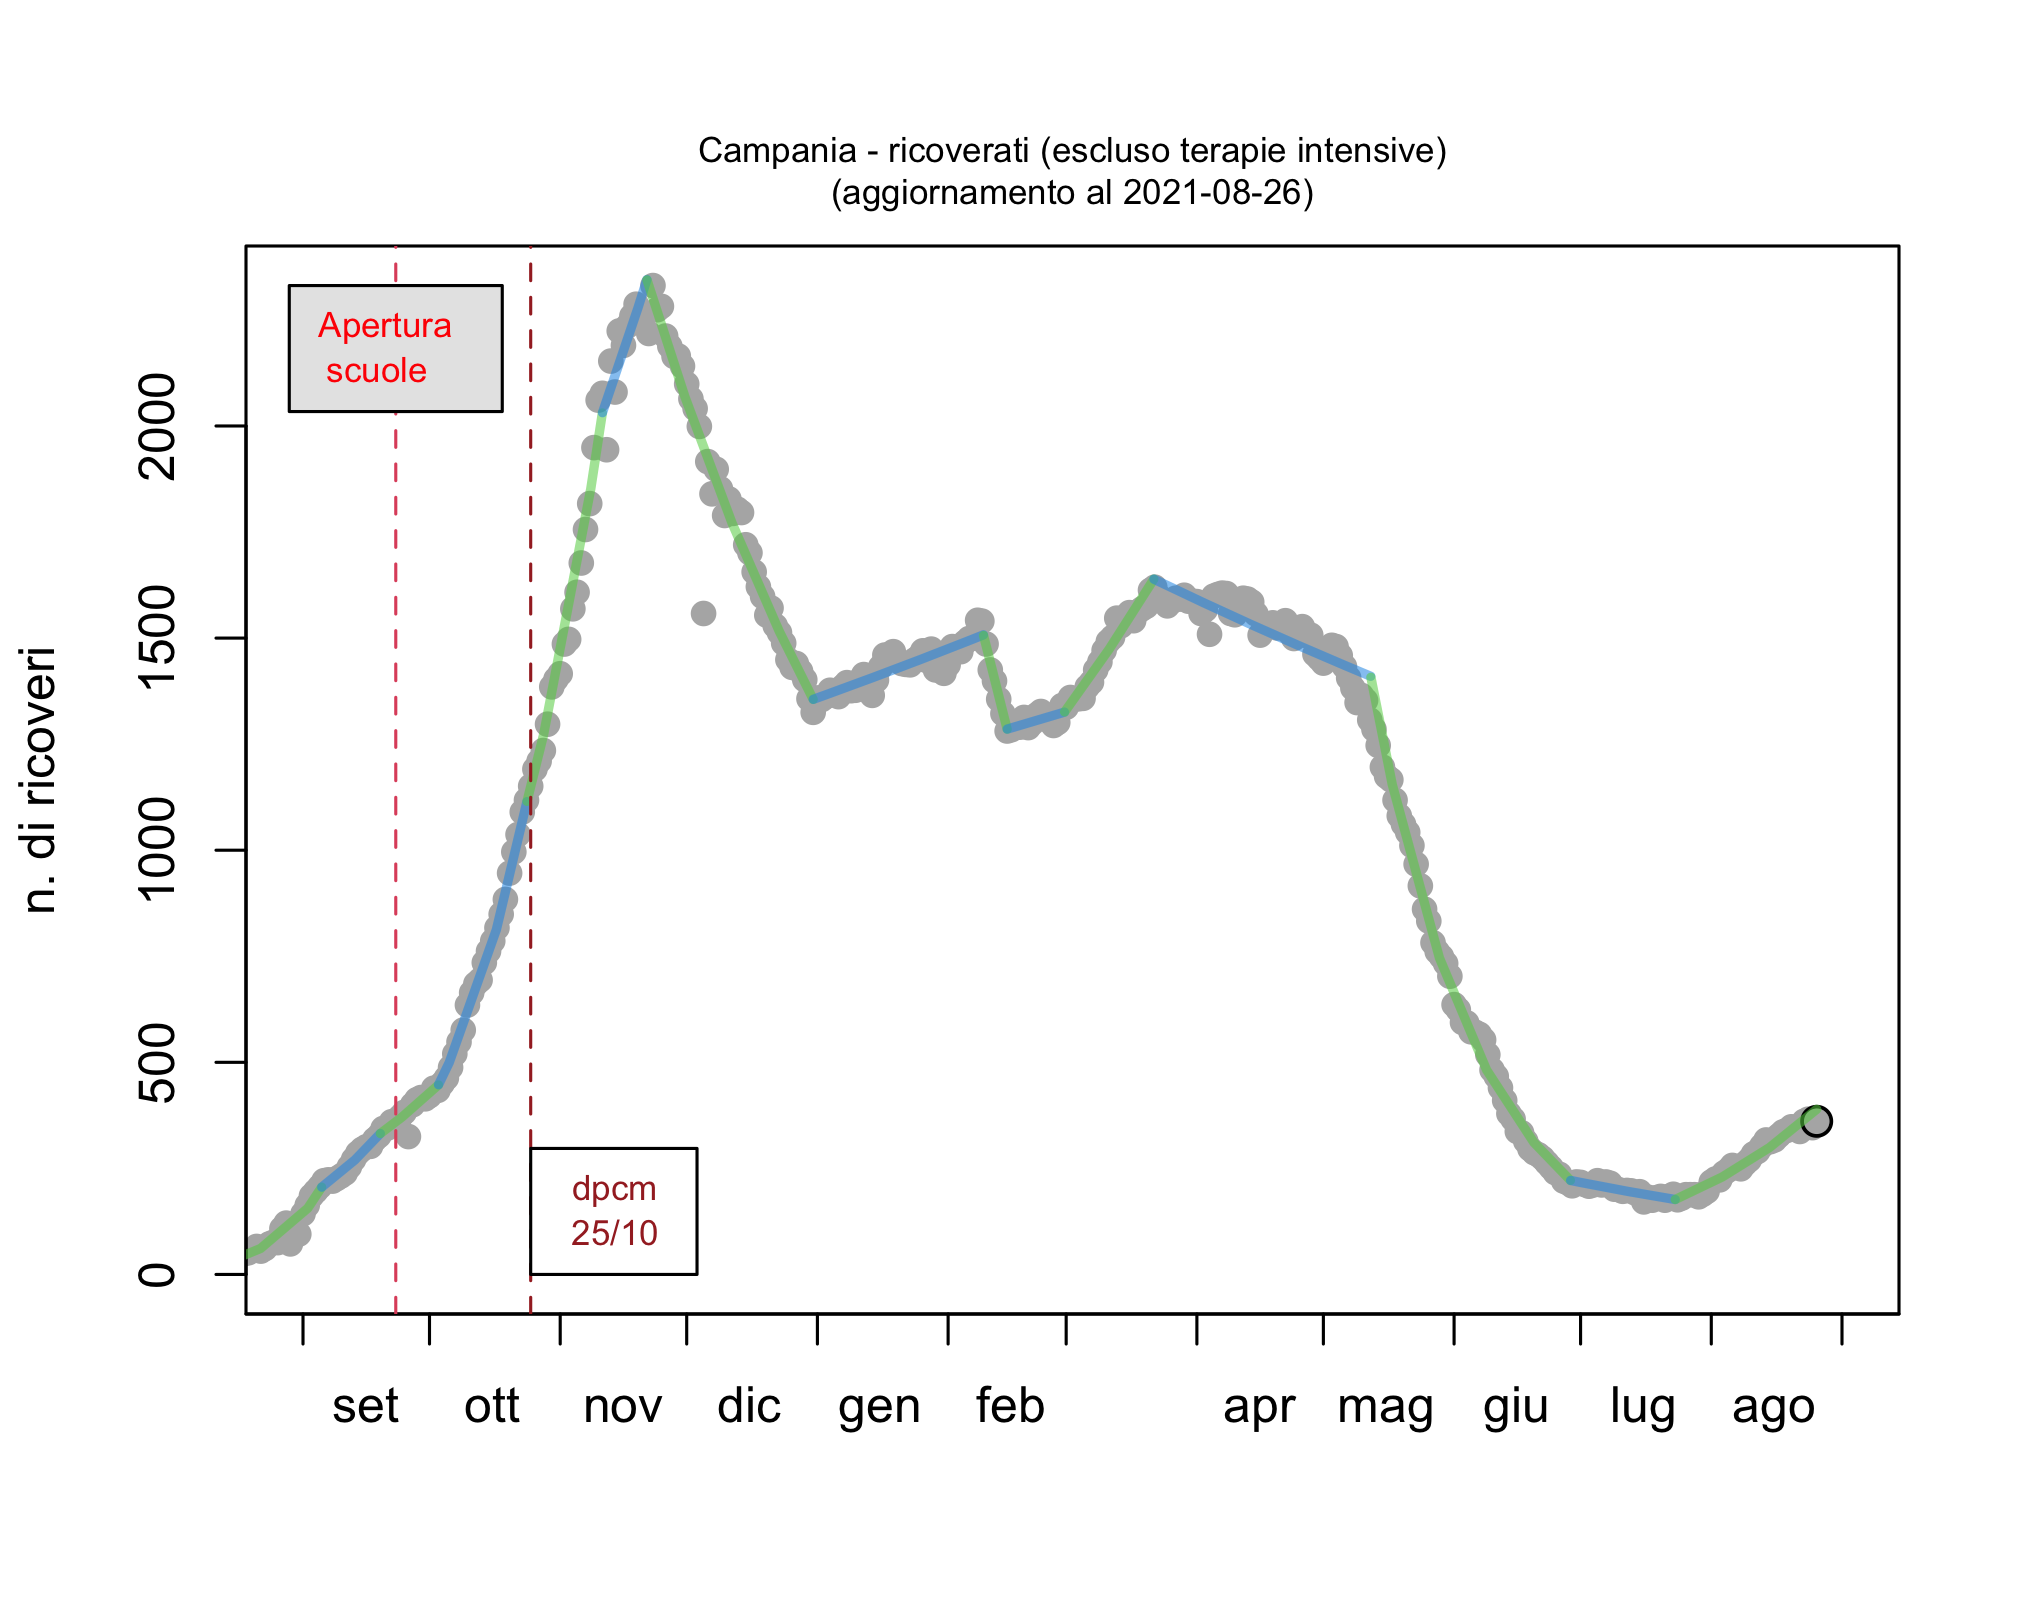 Campania - ricoverati (escluso terapie intensive)
(aggiornamento al 2021-08-26)
Apertura
scuole
dpcm
25/10
n. di ricoveri
2000
1500
1000
500
0
set ott nov dic gen feb apr mag giu lug ago